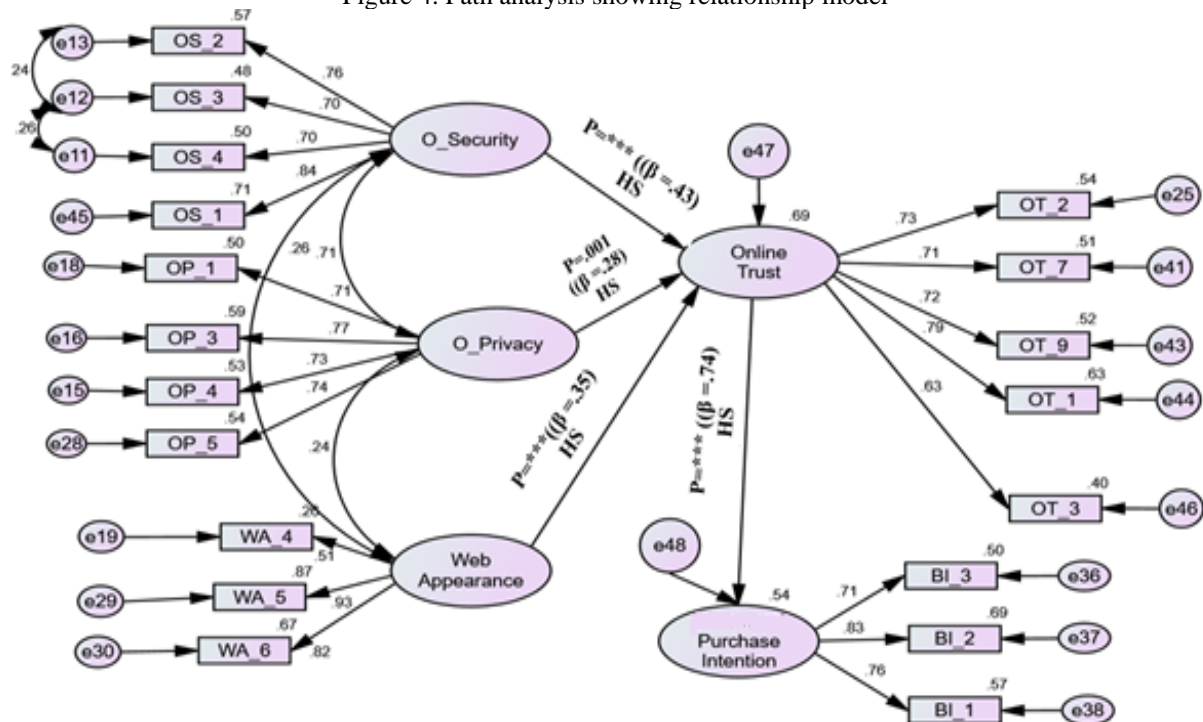 Figure 4. Path analysis showing relationship model
.57
e13
OS_2
.76
24
.48
e12
OS_3
.70
.26
.50
e11
OS_4
.70
.71
e45
OS_1
.84
O_Security
P=*** ((β =.43)
HS
e47
.69
Online
Trust
.54
.73
OT_2
e25
.51
.71
OT_7
e41
.52
.72
OT_9
e43
.63
.79
OT_1
e44
.40
.63
OT_3
e46
.50
e18
OP_1
.71
.26
.71
.59
e16
OP_3
.77
.53
e15
OP_4
.73
.54
e28
OP_5
.74
O_Privacy
P=.001
((β =.28)
HS
.24
P=***((β =.35)
HS
P=*** ((β =.74)
HS
.26
e19
WA_4
.51
.87
e29
WA_5
.93
.67
e30
WA_6
.82
Web
Appearance
e48
.54
Purchase
Intention
.50
.71
BI_3
e36
.69
.83
BI_2
e37
.57
.76
BI_1
e38